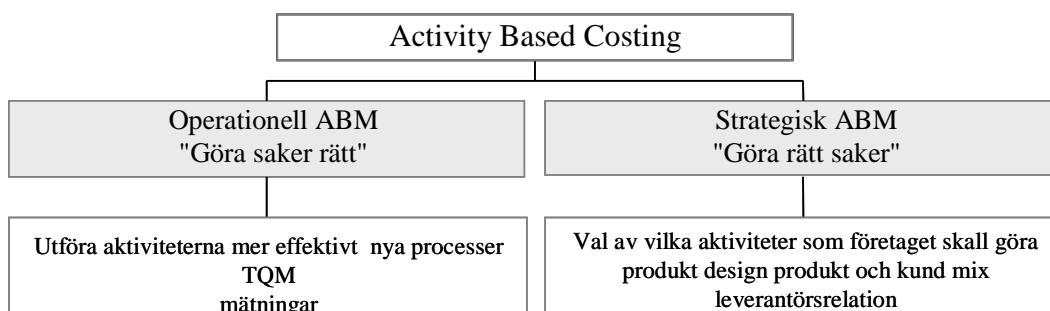 Activity Based Costing
Operationell ABM
"Göra saker rätt"
Strategisk ABM
"Göra rätt saker"
Utföra aktiviteterna mer effektivt nya processer
TQM
mätningar
Val av vilka aktiviteter som företaget skall göra
produkt design produkt och kund mix
leverantörsrelation